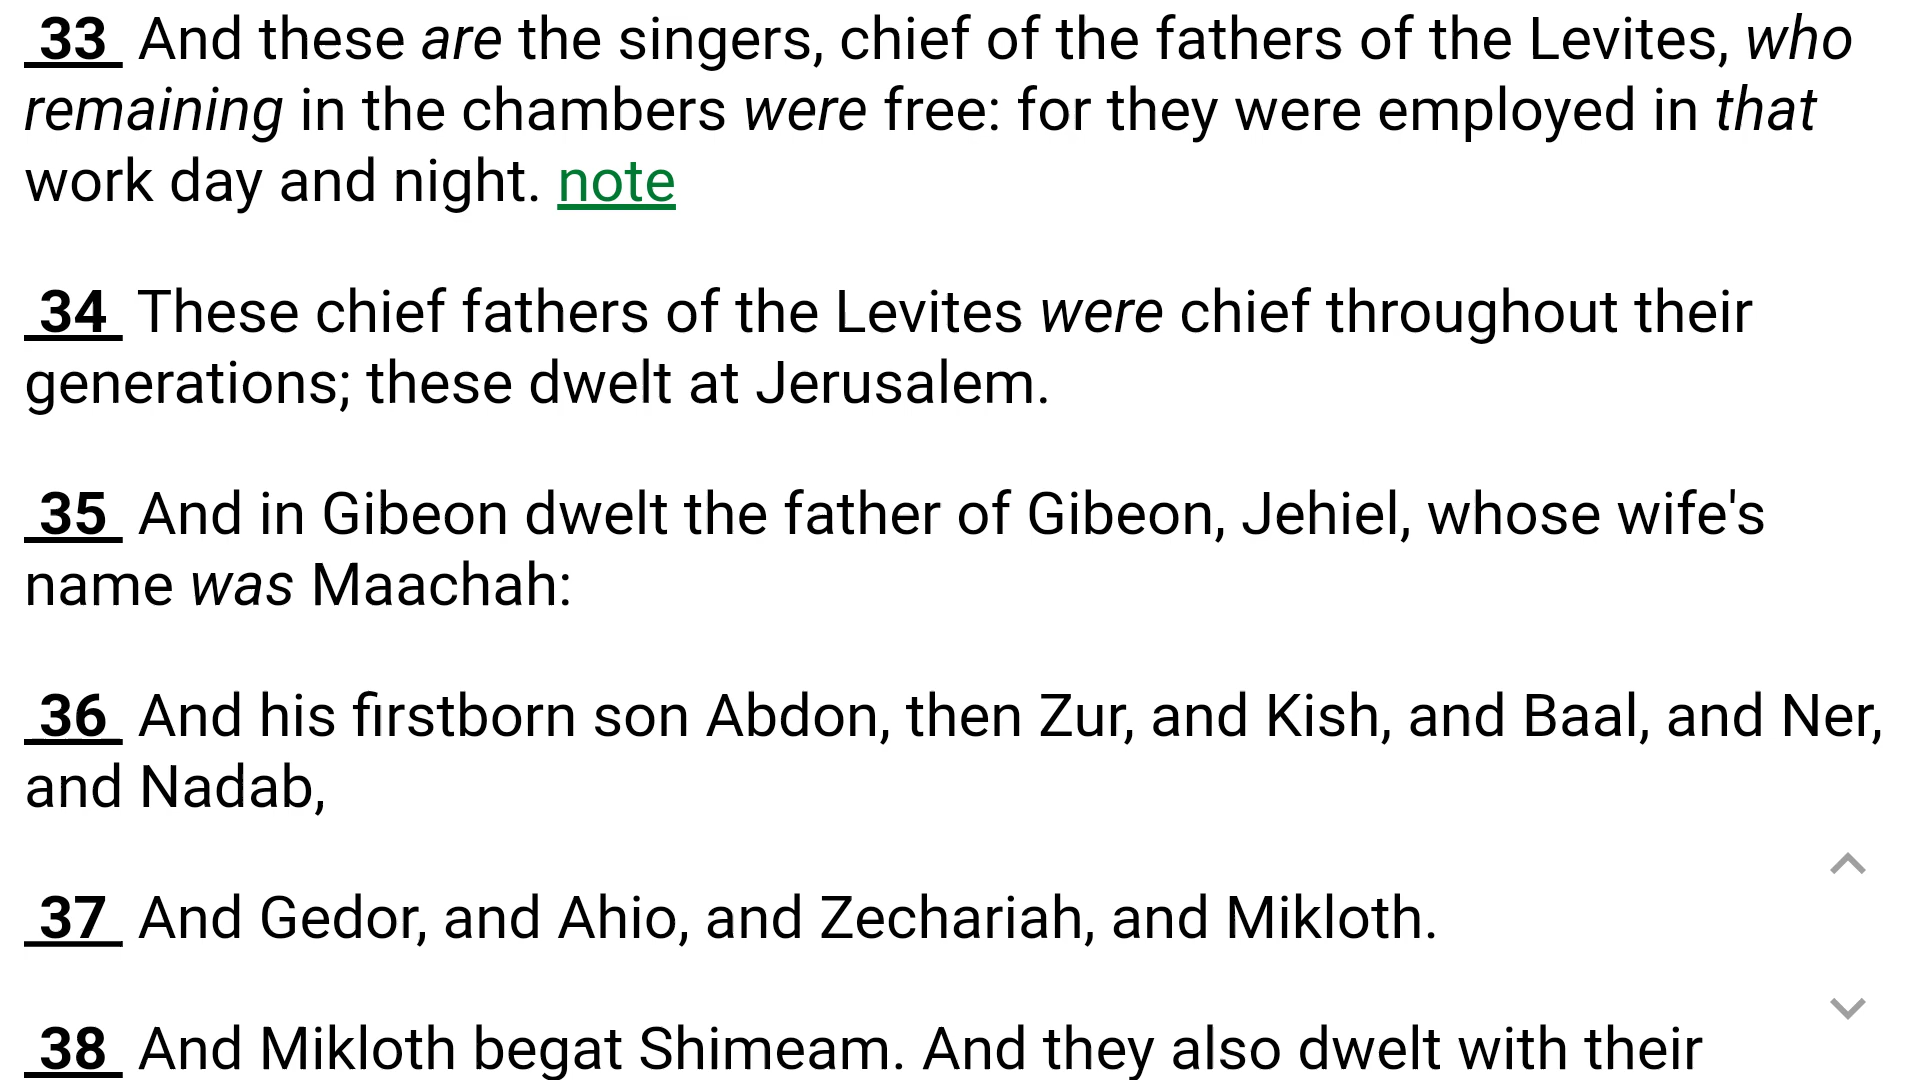 33 And these are the singers, chief of the fathers of the Levites, who
remaining in the chambers were free: for they were employed in that
work day and night. note
34 These chief fathers of the Levites were chief throughout their
generations; these dwelt at Jerusalem.
35 And in Gibeon dwelt the father of Gibeon, Jehiel, whose wife's
name was Maachah:
36 And his firstborn son Abdon, then Zur, and Kish, and Baal, and Ner,
and Nadab,
37 And Gedor, and Ahio, and Zechariah, and Mikloth.
38 And Mikloth begat Shimeam. And they also dwelt with their